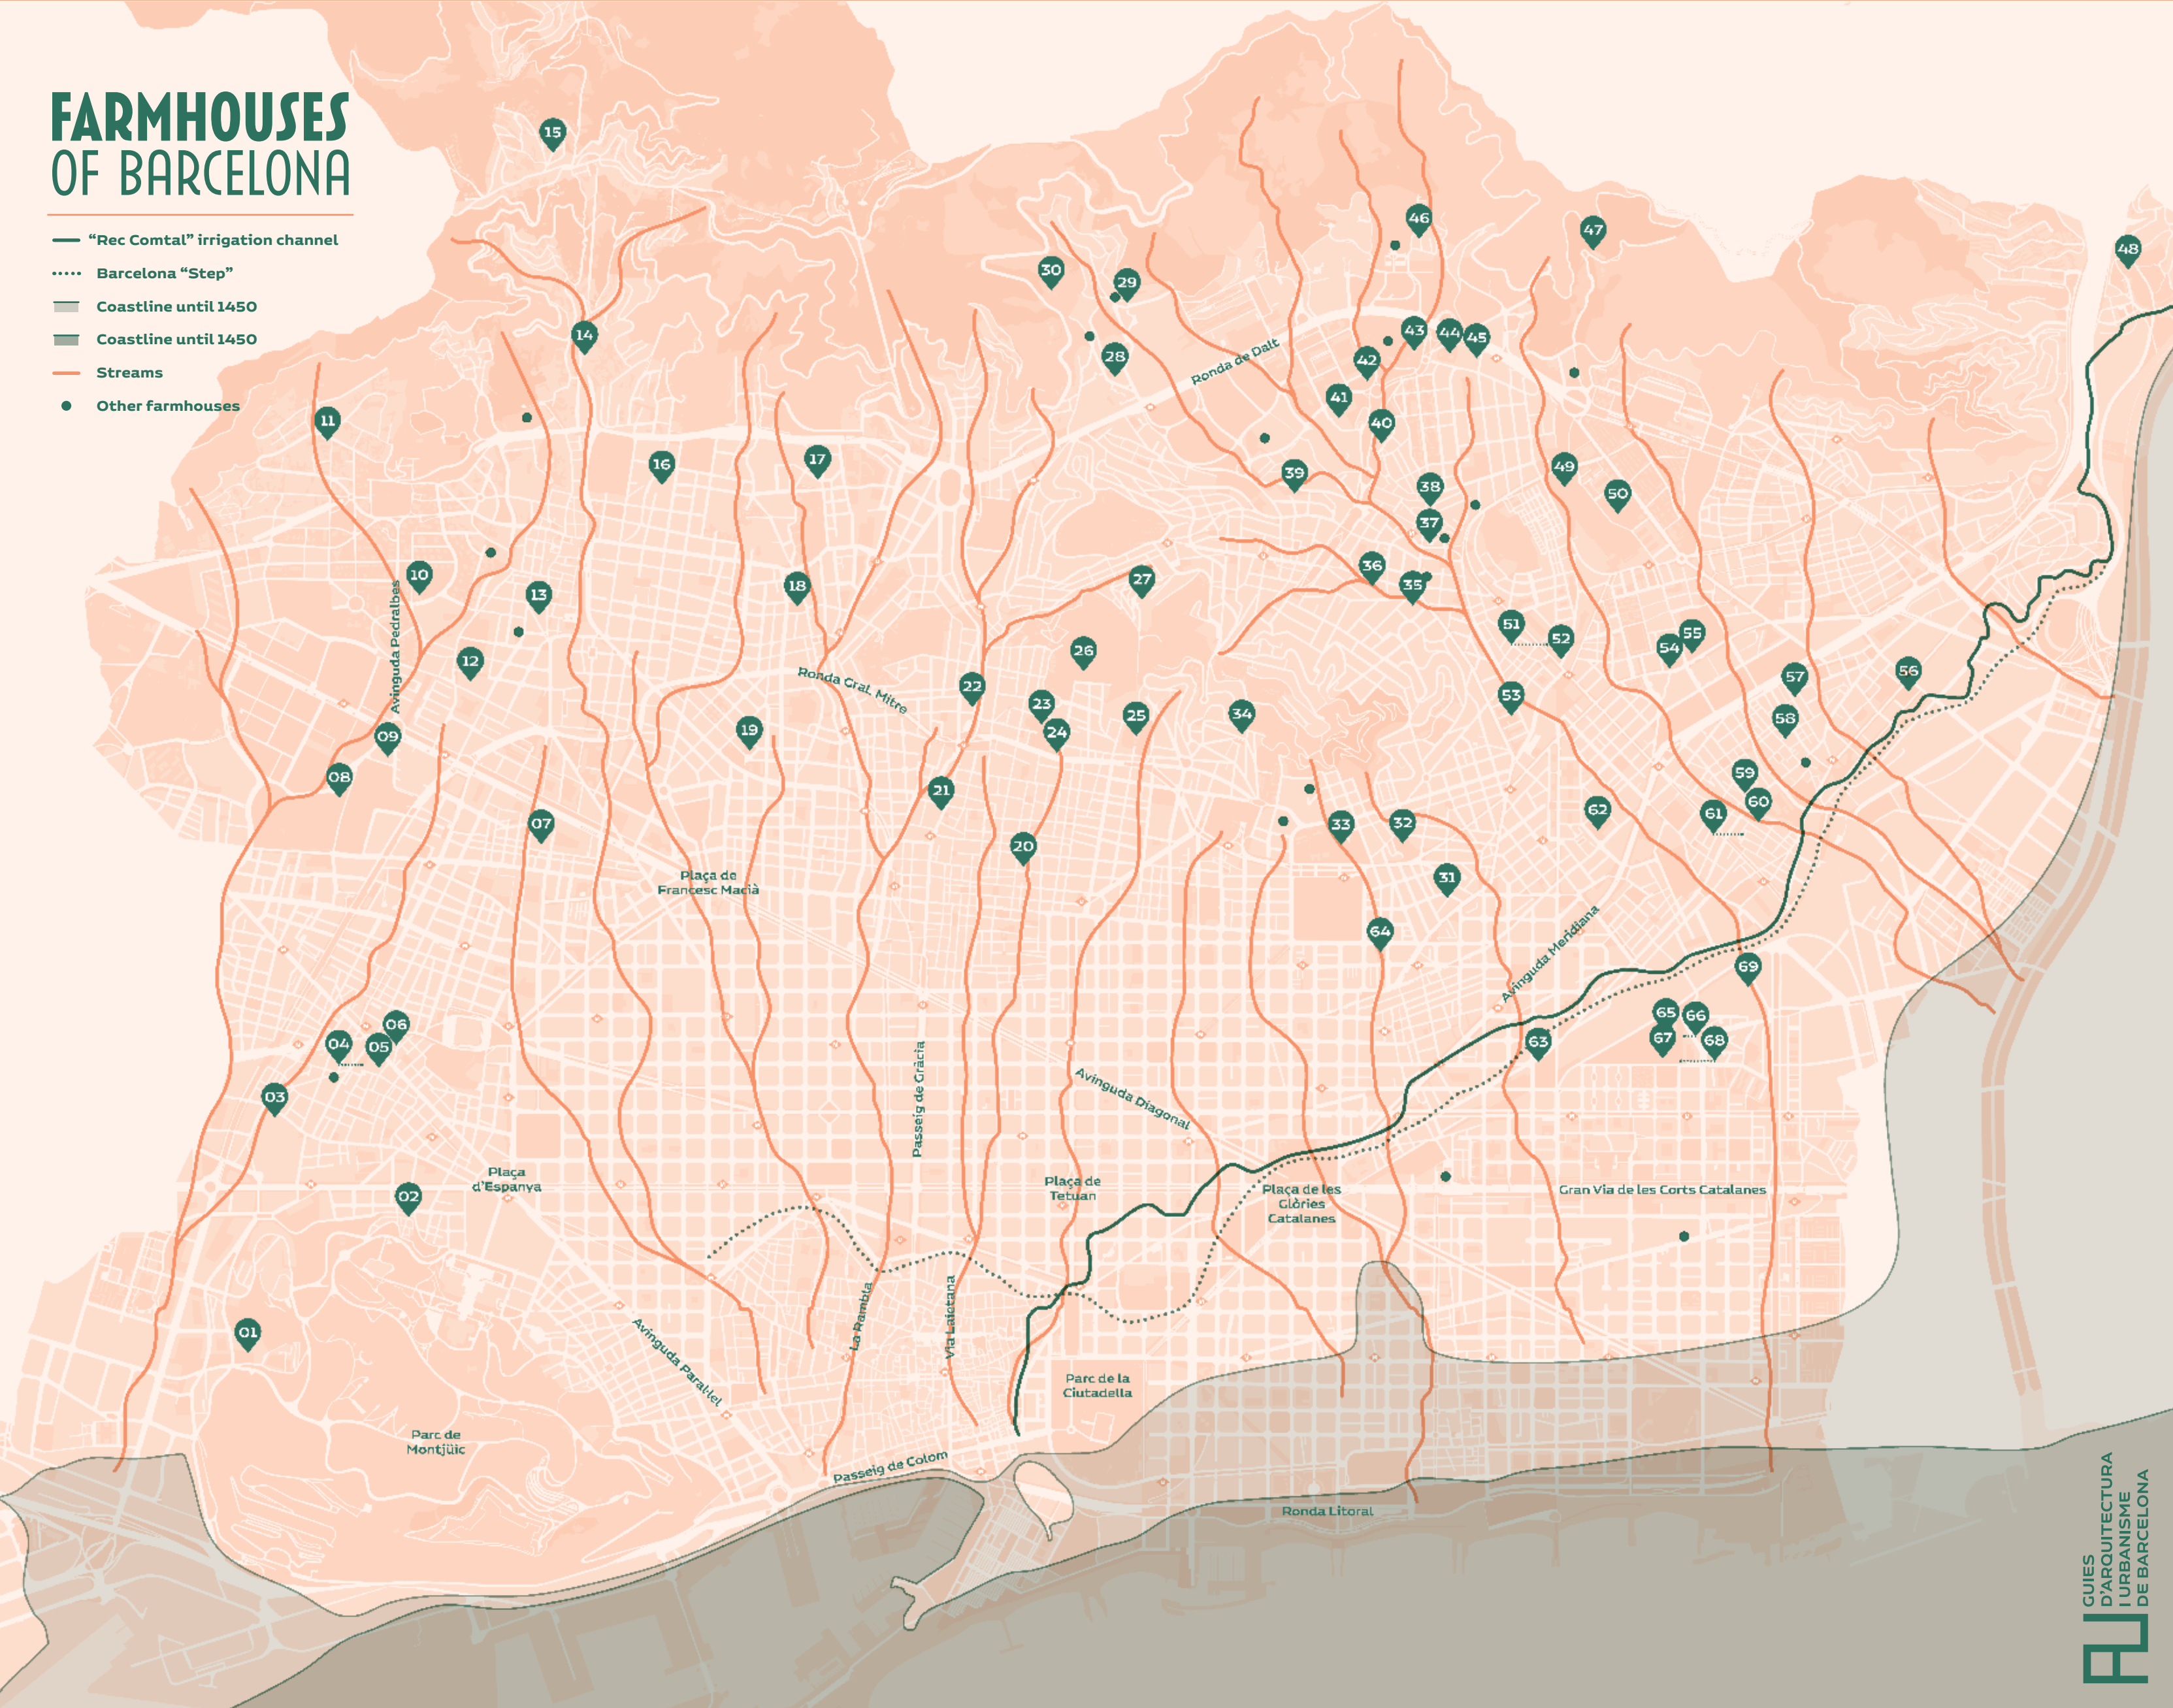 FARMHOUSES
OF BARCELONA
“Rec Comtal” irrigation channel
Barcelona “Step”
Coastline until 1450
Coastline until 1450
Streams
Other farmhouses
15
46
47
48
30
29
14
28
Ronda de Dalt
43
44
45
42
41
40
11
16
17
39
38
37
49
50
10
13
18
27
36
35
Avinguda Pedralbes
12
26
51
52
54
55
Ronda Gral. Mitre
22
23
24
25
34
53
57
56
58
09
19
08
21
59
60
61
62
07
20
33
32
31
Plaça de
Francesc Macià
64
Avinguda Meridiana
69
06
04
05
65
66
67
68
63
03
Passeig de Gràcia
Avinguda Diagonal
Plaça
d’Espanya
02
Plaça de
Tetuan
Plaça de les
Glòries
Catalanes
Gran Via de les Corts Catalanes
01
Avinguda Paral·lel
La Rambla
Via Laietana
Parc de la
Ciutadella
Parc de
Montjüic
Passeig de Colom
Ronda Litoral
GUIES
D’ARQUITECTURA
I URBANISME
DE BARCELONA